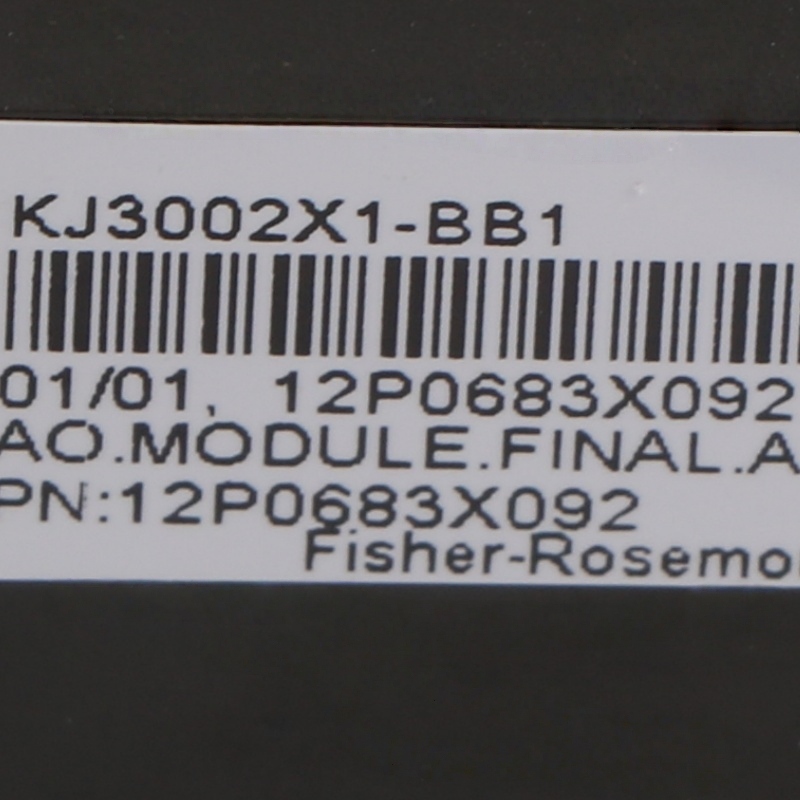 KJ3002X1-BB1
01/01, 12P0683X092
AO.MODULE.FINAL.A
PN:12P0683X092
Fisher-Rosemo